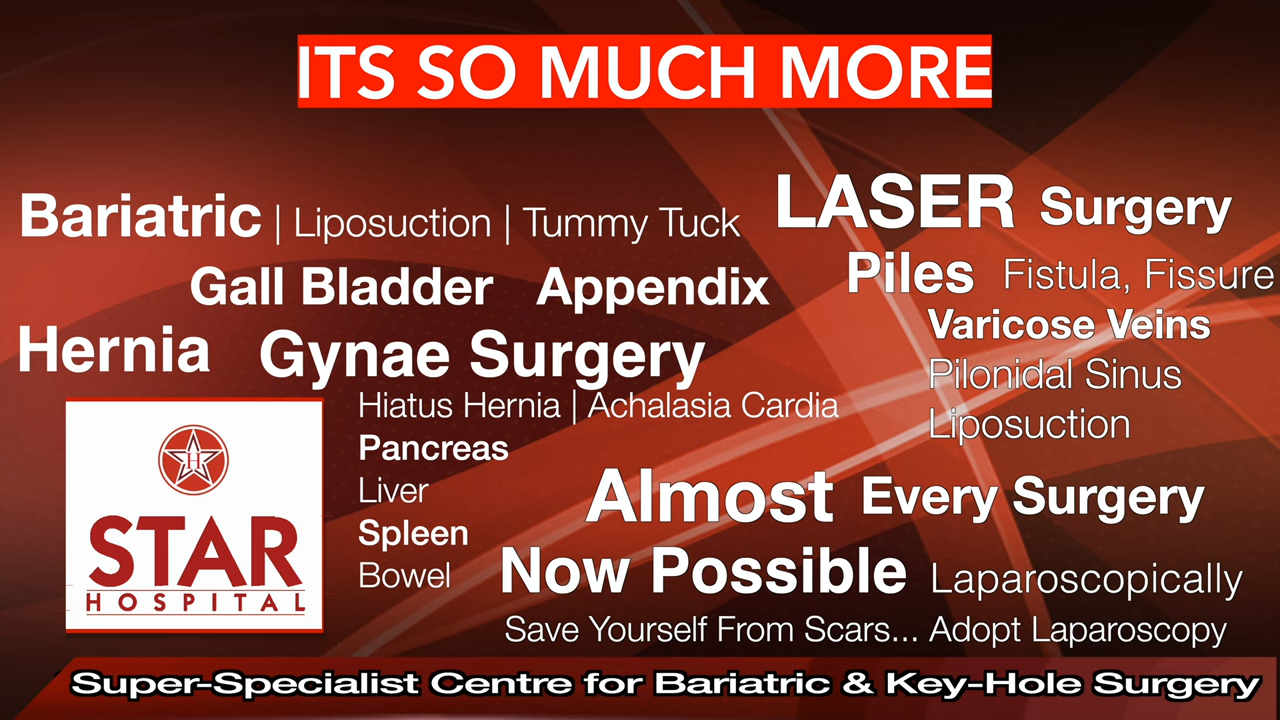 ITS SO MUCH MORE
Bariatric | Liposuction | Tummy Tuck
Gall Bladder Appendix
Hernia Gynae Surgery
Hiatus Hernia | Achalasia Cardia
Pancreas
Liver
Spleen
Bowel
LASER Surgery
Piles Fistula, Fissure
Varicose Veins
Pilonidal Sinus
Liposuction
Almost Every Surgery
Now Possible Laparoscopically
Save Yourself From Scars... Adopt Laparoscopy
H
STAR
HOSPITAL
Super-Specialist Centre for Bariatric & Key-Hole Surgery